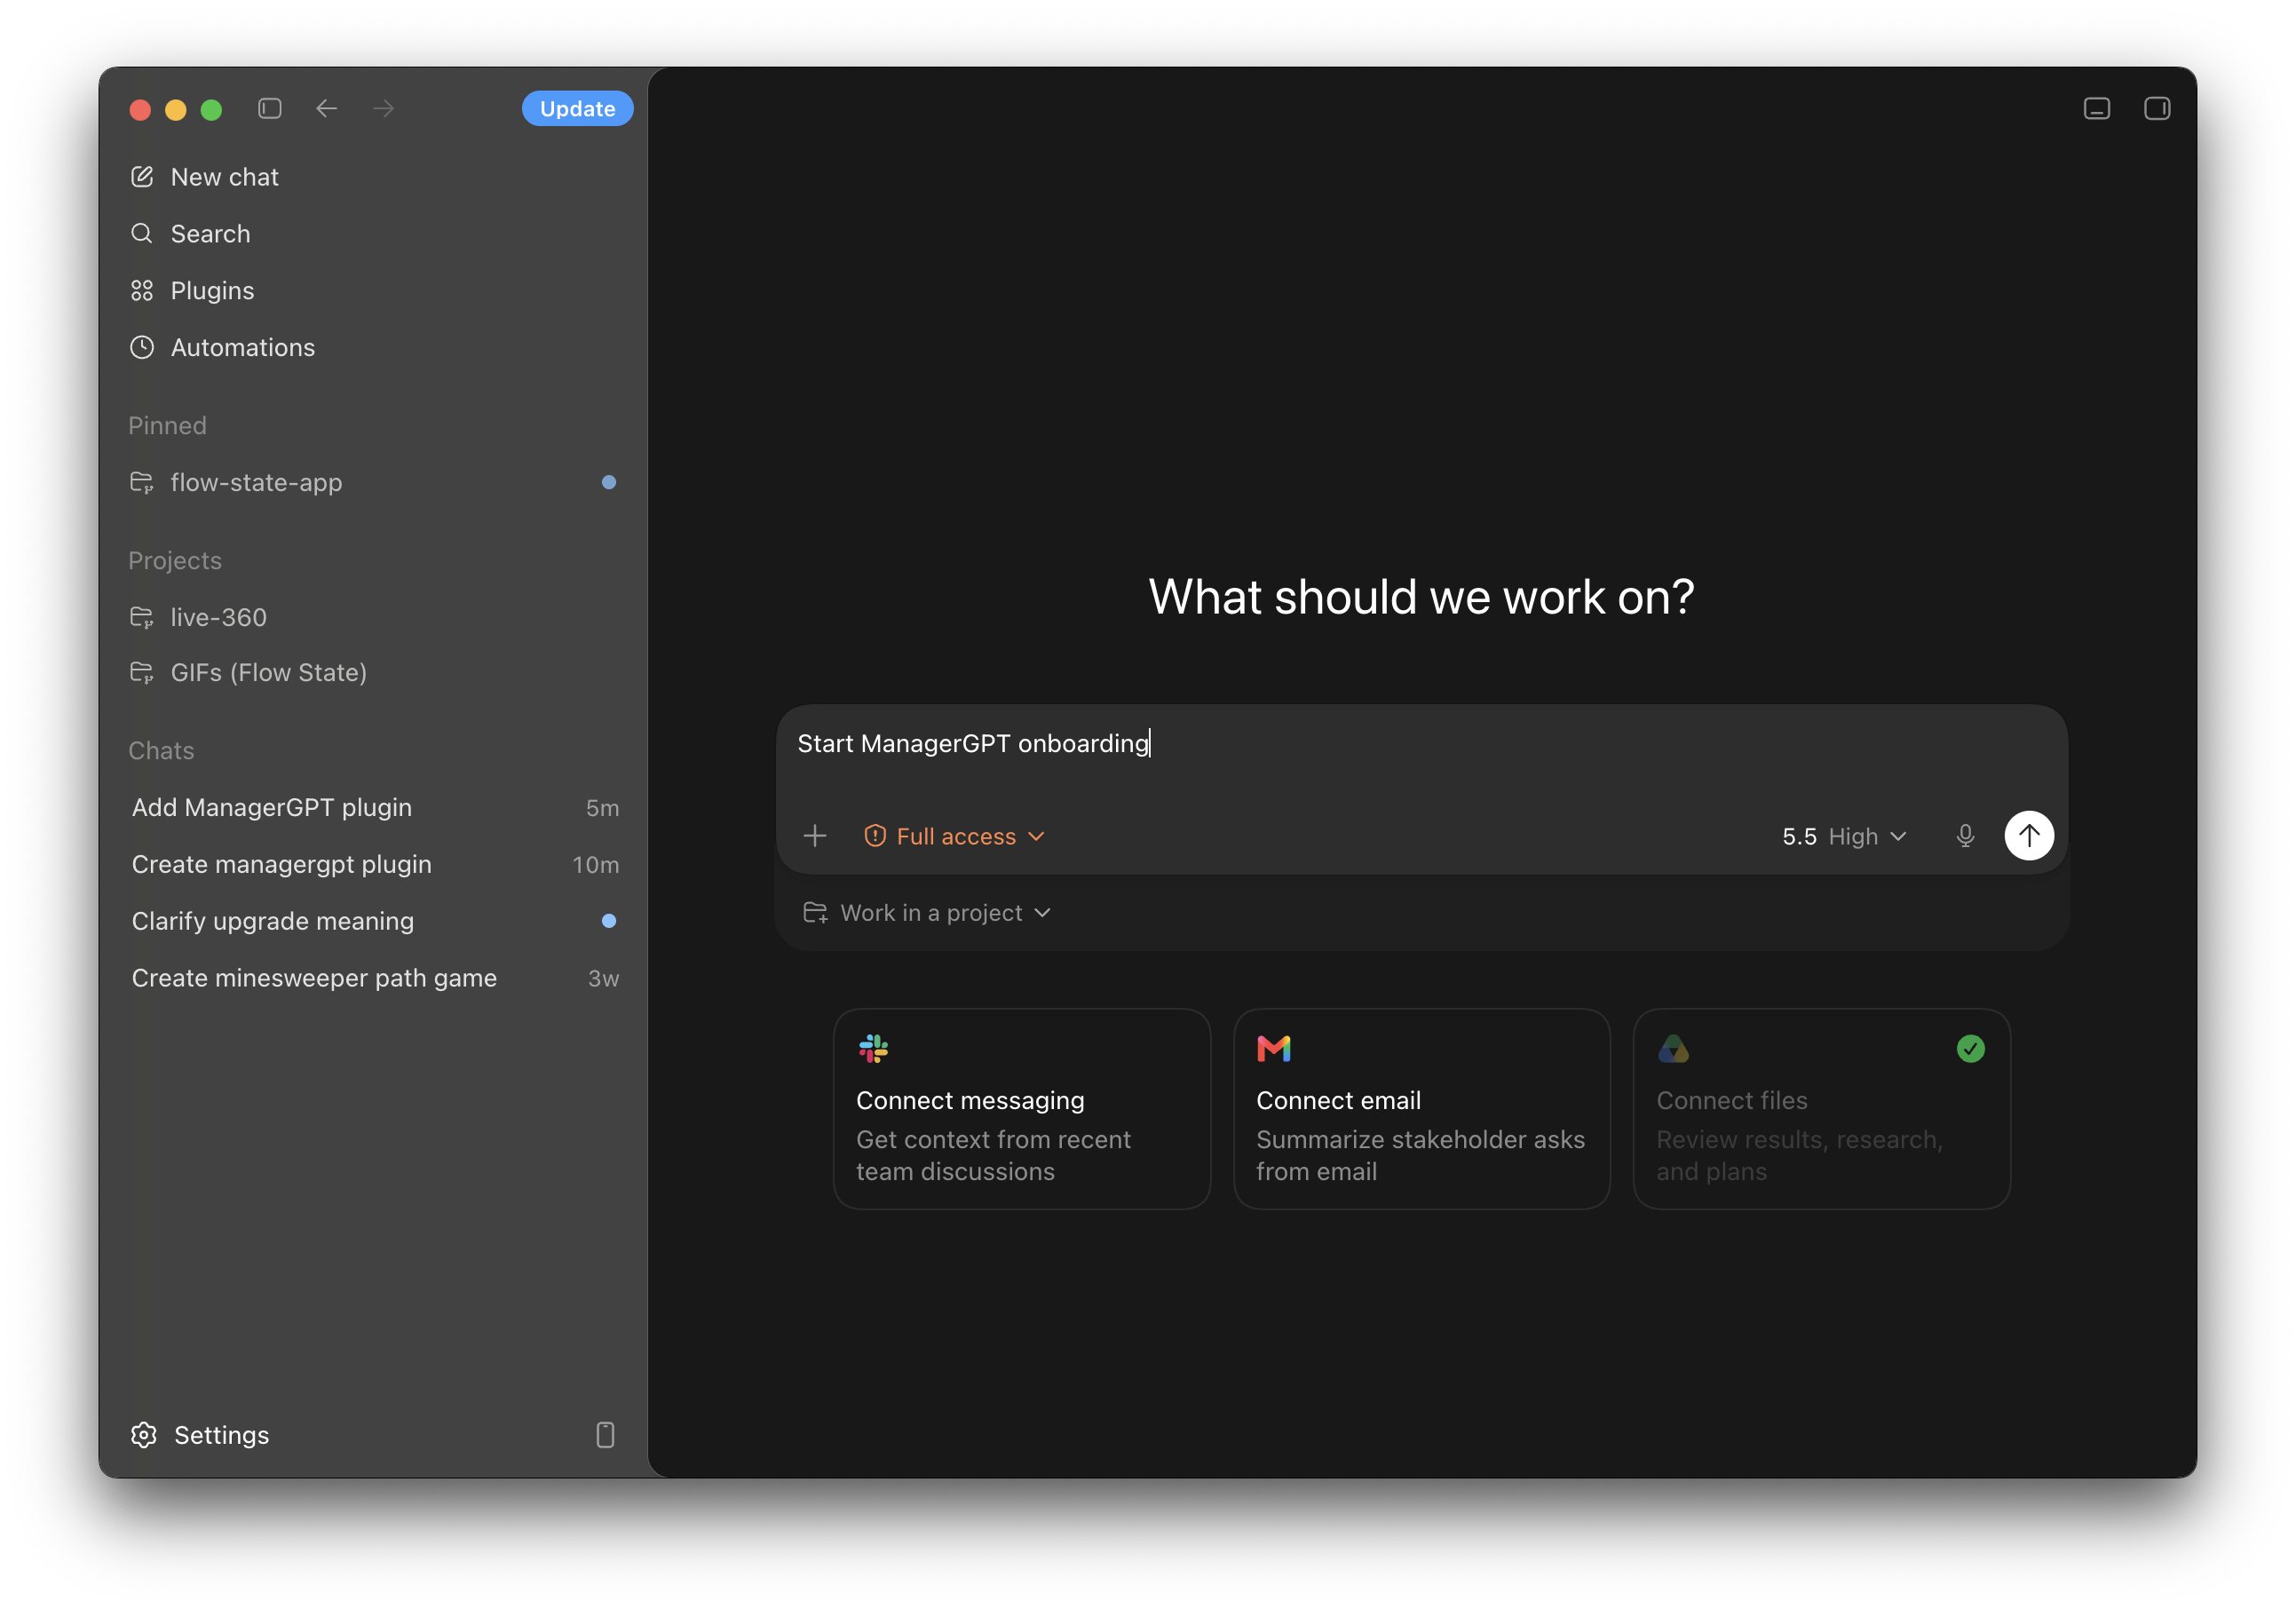 Update
New chat
Search
Plugins
Automations
Pinned
flow-state-app
Projects
live-360
GIFs (Flow State)
Chats
Add ManagerGPT plugin 5m
Create managergpt plugin 10m
Clarify upgrade meaning
Create minesweeper path game 3w
Settings
What should we work on?
Start ManagerGPT onboarding
Full access
5.5 High
Work in a project
Connect messaging
Get context from recent
team discussions
Connect email
Summarize stakeholder asks
from email
Connect files
Review results, research,
and plans